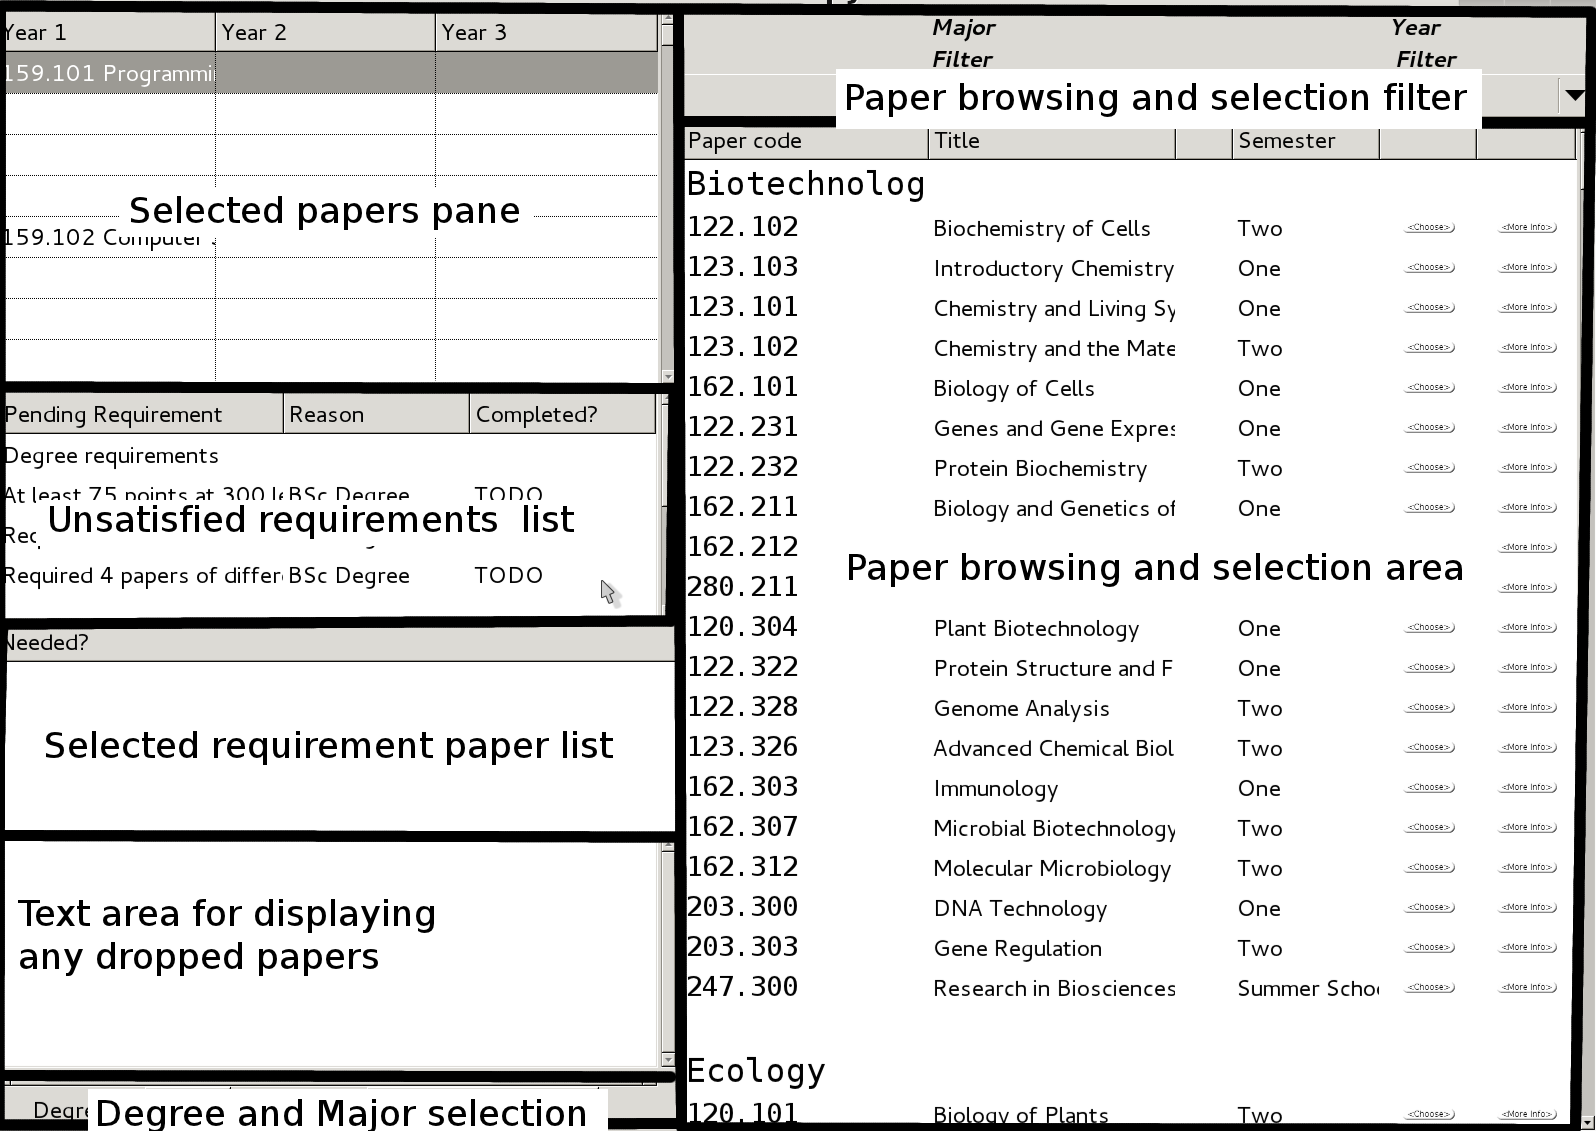 Year 1 Year 2 Year 3
159.101 Programmi
Selected papers pane
159.102 Computer
Pending Requirement Reason Completed?
Degree requirements
At least 75 points at 300 le BSc Degree TODO
Unsatisfied requirements list
Required 4 papers of differ BSc Degree TODO
Needed?
Selected requirement paper list
Text area for displaying
any dropped papers
Degree and Major selection
Major Year
Filter Filter
Paper browsing and selection filter
Paper code Title Semester
Biotechnolog
122.102 Biochemistry of Cells Two <Choose> <More Info>
123.103 Introductory Chemistry One <Choose> <More Info>
123.101 Chemistry and Living Sy One <Choose> <More Info>
123.102 Chemistry and the Mate Two <Choose> <More Info>
162.101 Biology of Cells One <Choose> <More Info>
122.231 Genes and Gene Expres One <Choose> <More Info>
122.232 Protein Biochemistry Two <Choose> <More Info>
162.211 Biology and Genetics of One <Choose> <More Info>
162.212 <More Info>
Paper browsing and selection area
280.211 <More Info>
120.304 Plant Biotechnology One <Choose> <More Info>
122.322 Protein Structure and F One <Choose> <More Info>
122.328 Genome Analysis Two <Choose> <More Info>
123.326 Advanced Chemical Biol Two <Choose> <More Info>
162.303 Immunology One <Choose> <More Info>
162.307 Microbial Biotechnology Two <Choose> <More Info>
162.312 Molecular Microbiology Two <Choose> <More Info>
203.300 DNA Technology One <Choose> <More Info>
203.303 Gene Regulation Two <Choose> <More Info>
247.300 Research in Biosciences Summer Schoo <Choose> <More Info>
Ecology
120.101 Biology of Plants Two <Choose> <More Info>